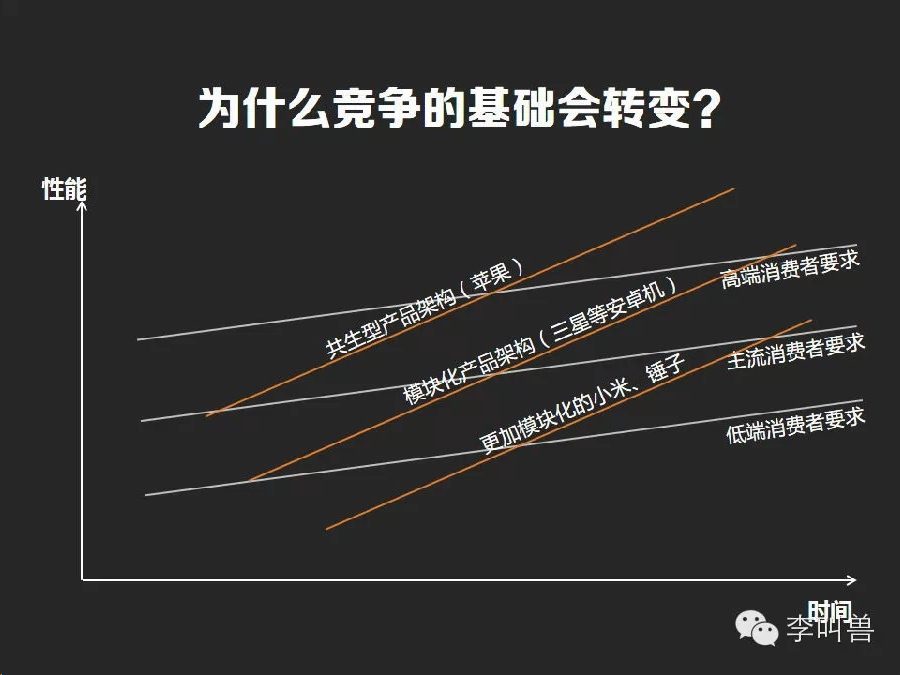 为什么竞争的基础会转变？
性能
共生型产品架构（苹果）
高端消费者要求
模块化产品架构（三星等安卓机）
主流消费者要求
更加模块化的小米、锤子
低端消费者要求
时间
李叫兽